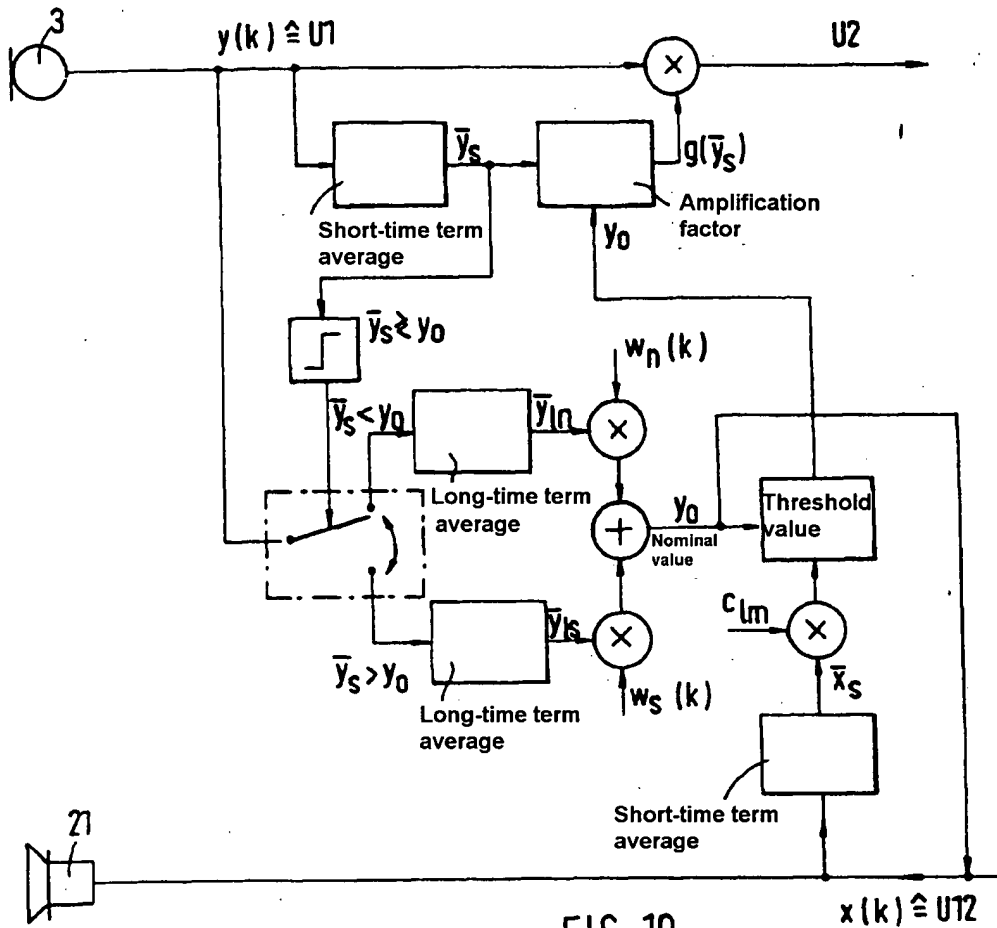 3
y(k) ≙ U1
U2
ȳs
g(ȳs)
Short-time term
average
Amplification
factor
y0
ȳs ≷ y0
wn(k)
ȳs < y0
ȳln
Long-time term
average
y0
Nominal
value
Threshold
value
clm
ȳls
x̄s
ȳs > y0
ws(k)
Long-time term
average
Short-time term
average
21
x(k) ≙ U12